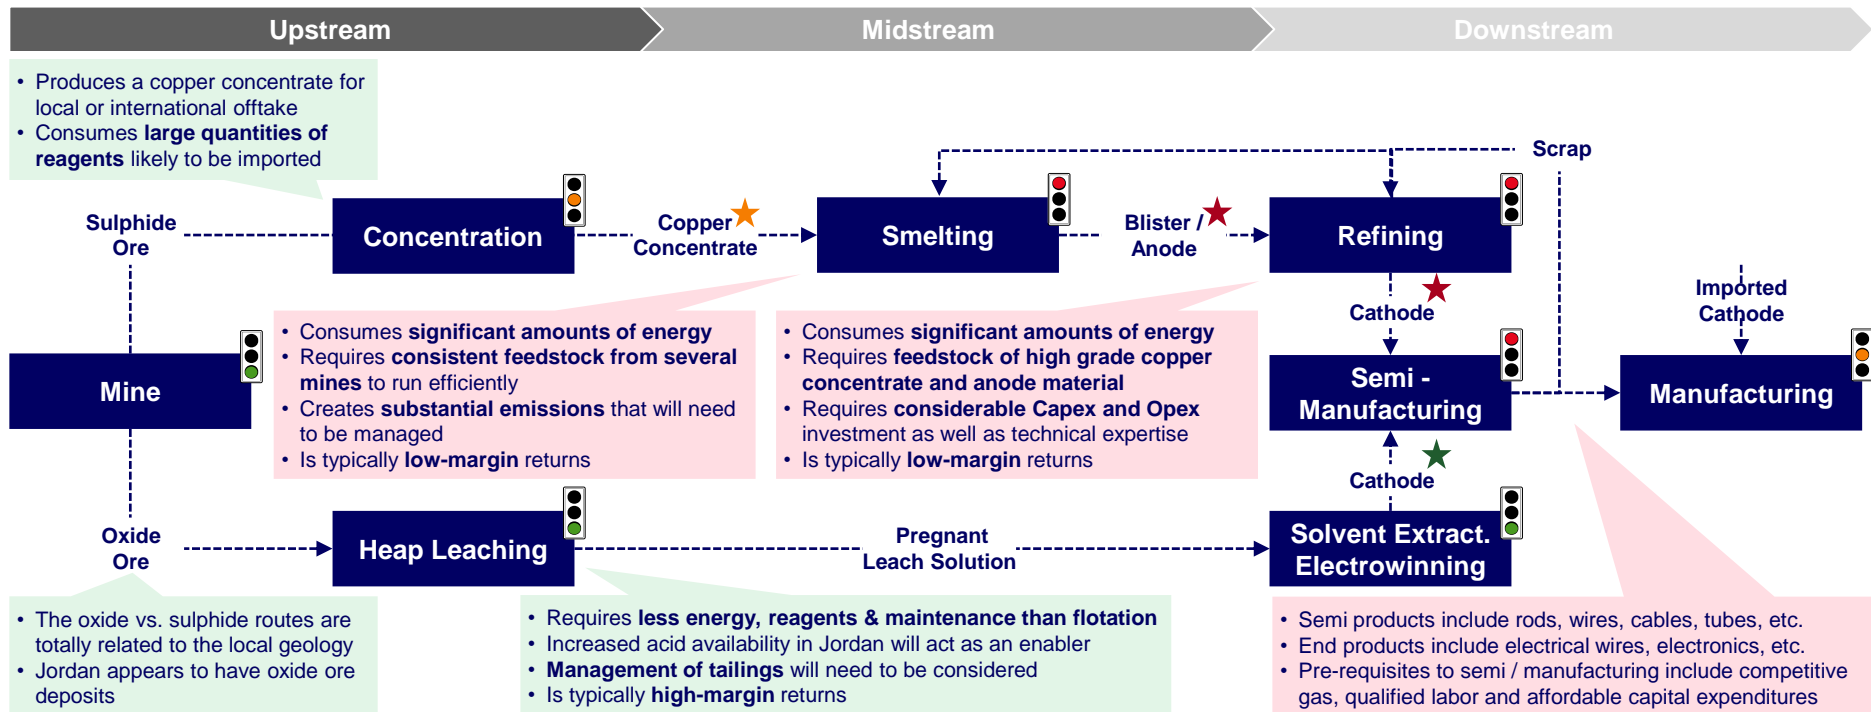 Upstream
Midstream
Downstream
• Produces a copper concentrate for
local or international offtake
• Consumes large quantities of
reagents likely to be imported
Scrap
Sulphide
Ore
Concentration
Copper
Concentrate
Smelting
Blister /
Anode
Refining
Cathode
Imported
Cathode
• Consumes significant amounts of energy
• Requires consistent feedstock from several
mines to run efficiently
• Creates substantial emissions that will need
to be managed
• Is typically low-margin returns
• Consumes significant amounts of energy
• Requires feedstock of high grade copper
concentrate and anode material
• Requires considerable Capex and Opex
investment as well as technical expertise
• Is typically low-margin returns
Mine
Semi -
Manufacturing
Manufacturing
Cathode
Oxide
Ore
Heap Leaching
Pregnant
Leach Solution
Solvent Extract.
Electrowinning
• The oxide vs. sulphide routes are
totally related to the local geology
• Jordan appears to have oxide ore
deposits
• Requires less energy, reagents & maintenance than flotation
• Increased acid availability in Jordan will act as an enabler
• Management of tailings will need to be considered
• Is typically high-margin returns
• Semi products include rods, wires, cables, tubes, etc.
• End products include electrical wires, electronics, etc.
• Pre-requisites to semi / manufacturing include competitive
gas, qualified labor and affordable capital expenditures